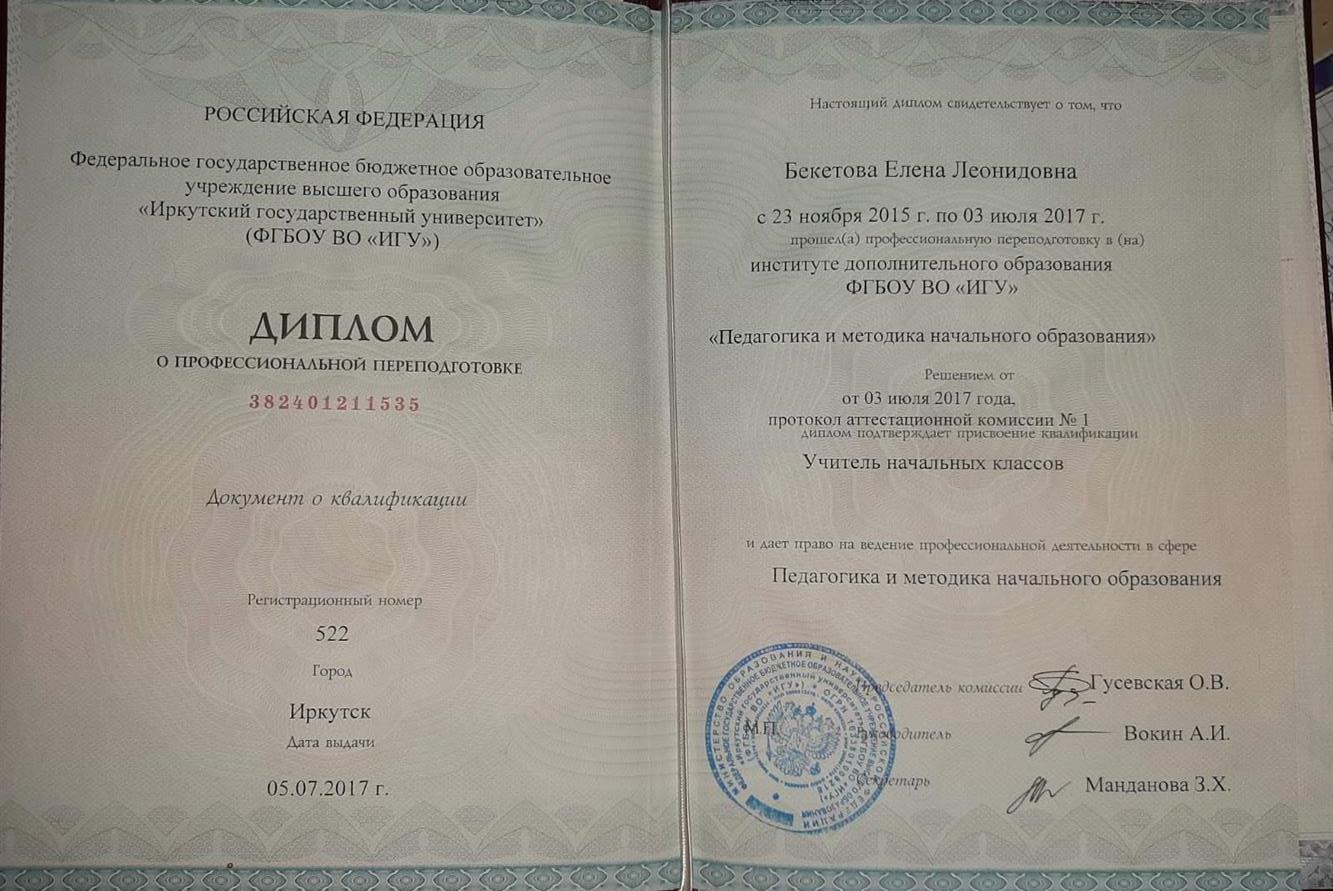 РОССИЙСКАЯ ФЕДЕРАЦИЯ
Федеральное государственное бюджетное образовательное
учреждение высшего образования
«Иркутский государственный университет»
(ФГБОУ ВО «ИГУ»)
ДИПЛОМ
О ПРОФЕССИОНАЛЬНОЙ ПЕРЕПОДГОТОВКЕ
382401211535
Документ о квалификации
Регистрационный номер
522
Город
Иркутск
Дата выдачи
05.07.2017 г.
Настоящий диплом свидетельствует о том, что
Бекетова Елена Леонидовна
с 23 ноября 2015 г. по 03 июля 2017 г.
прошел(а) профессиональную переподготовку в (на)
институте дополнительного образования
ФГБОУ ВО «ИГУ»
«Педагогика и методика начального образования»
Решением от
от 03 июля 2017 года,
протокол аттестационной комиссии № 1
диплом подтверждает присвоение квалификации
Учитель начальных классов
и дает право на ведение профессиональной деятельности в сфере
Педагогика и методика начального образования
Председатель комиссии Гусевская О.В.
М.П. Руководитель Вокин А.И.
Секретарь Манданова З.Х.